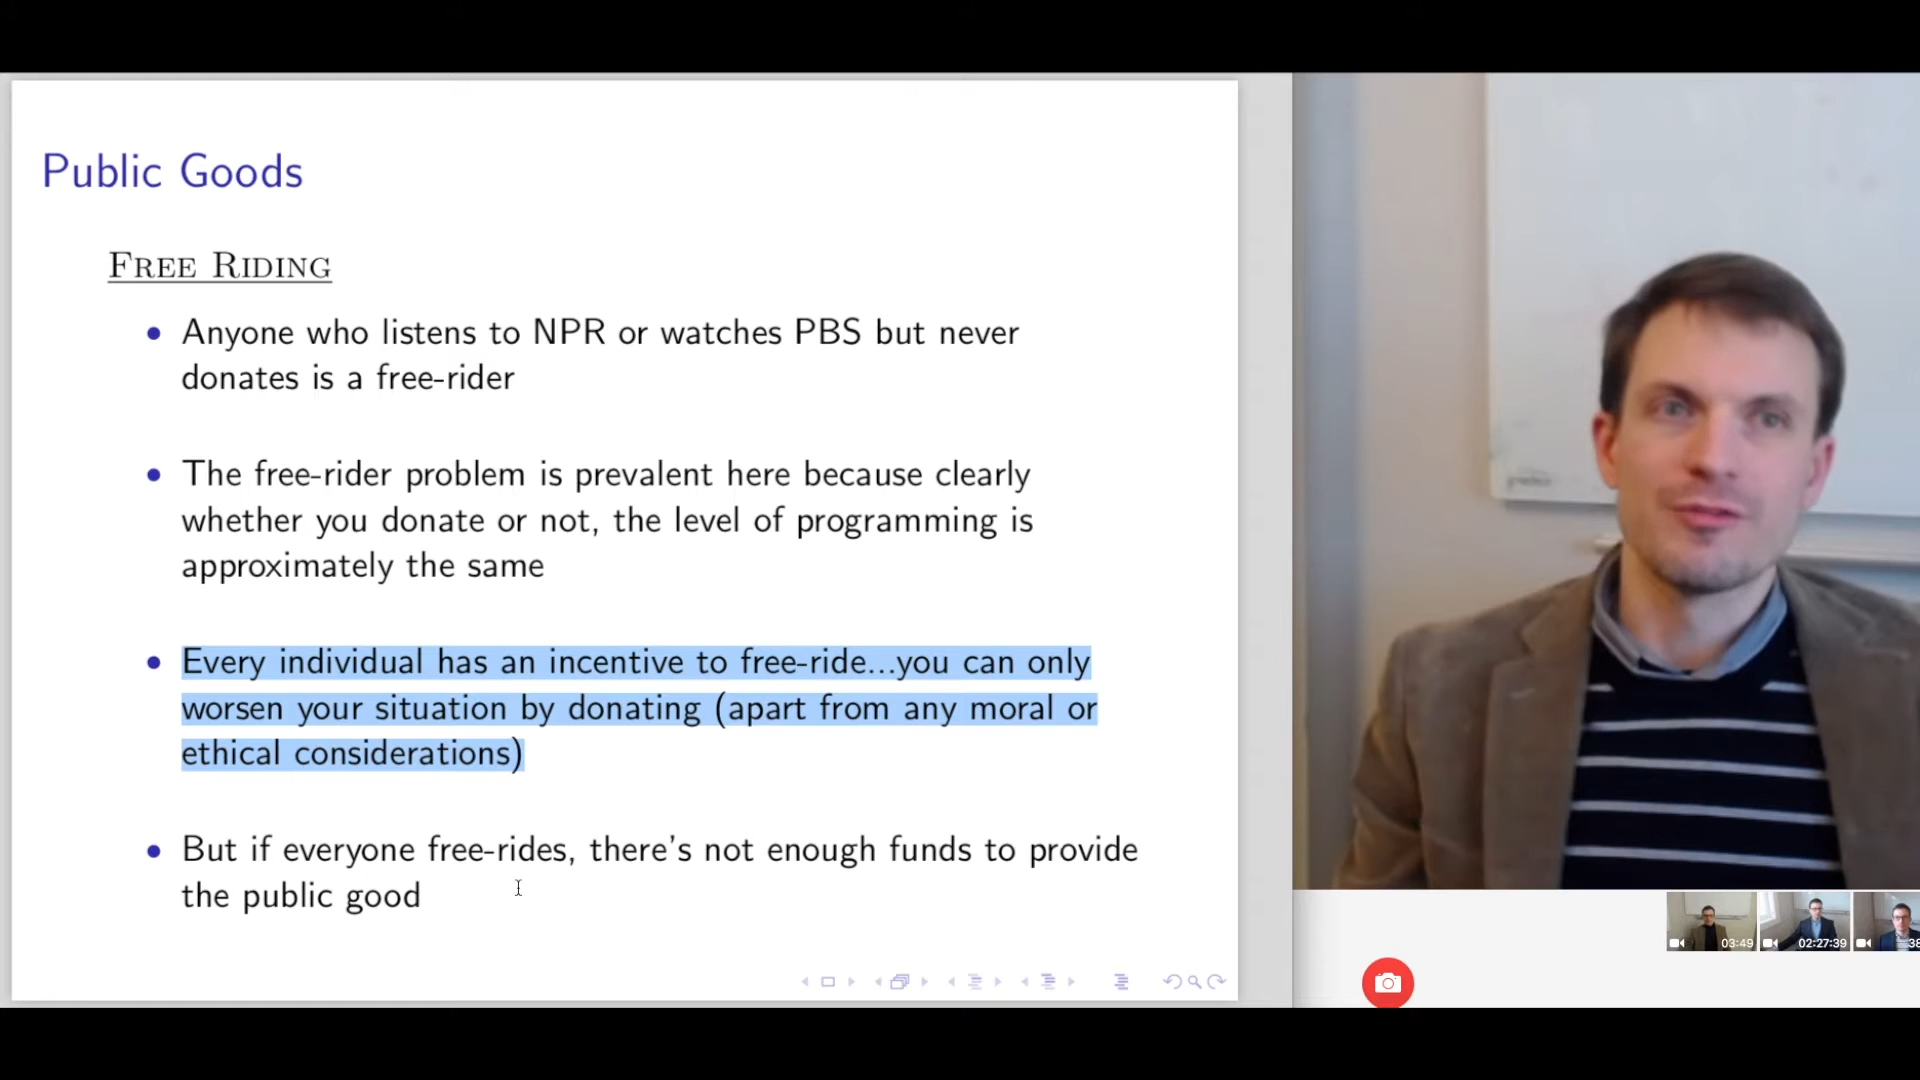 Public Goods
FREE RIDING
• Anyone who listens to NPR or watches PBS but never
donates is a free-rider
• The free-rider problem is prevalent here because clearly
whether you donate or not, the level of programming is
approximately the same
• Every individual has an incentive to free-ride...you can only
worsen your situation by donating (apart from any moral or
ethical considerations)
• But if everyone free-rides, there's not enough funds to provide
the public good
03:49
02:27:39
38